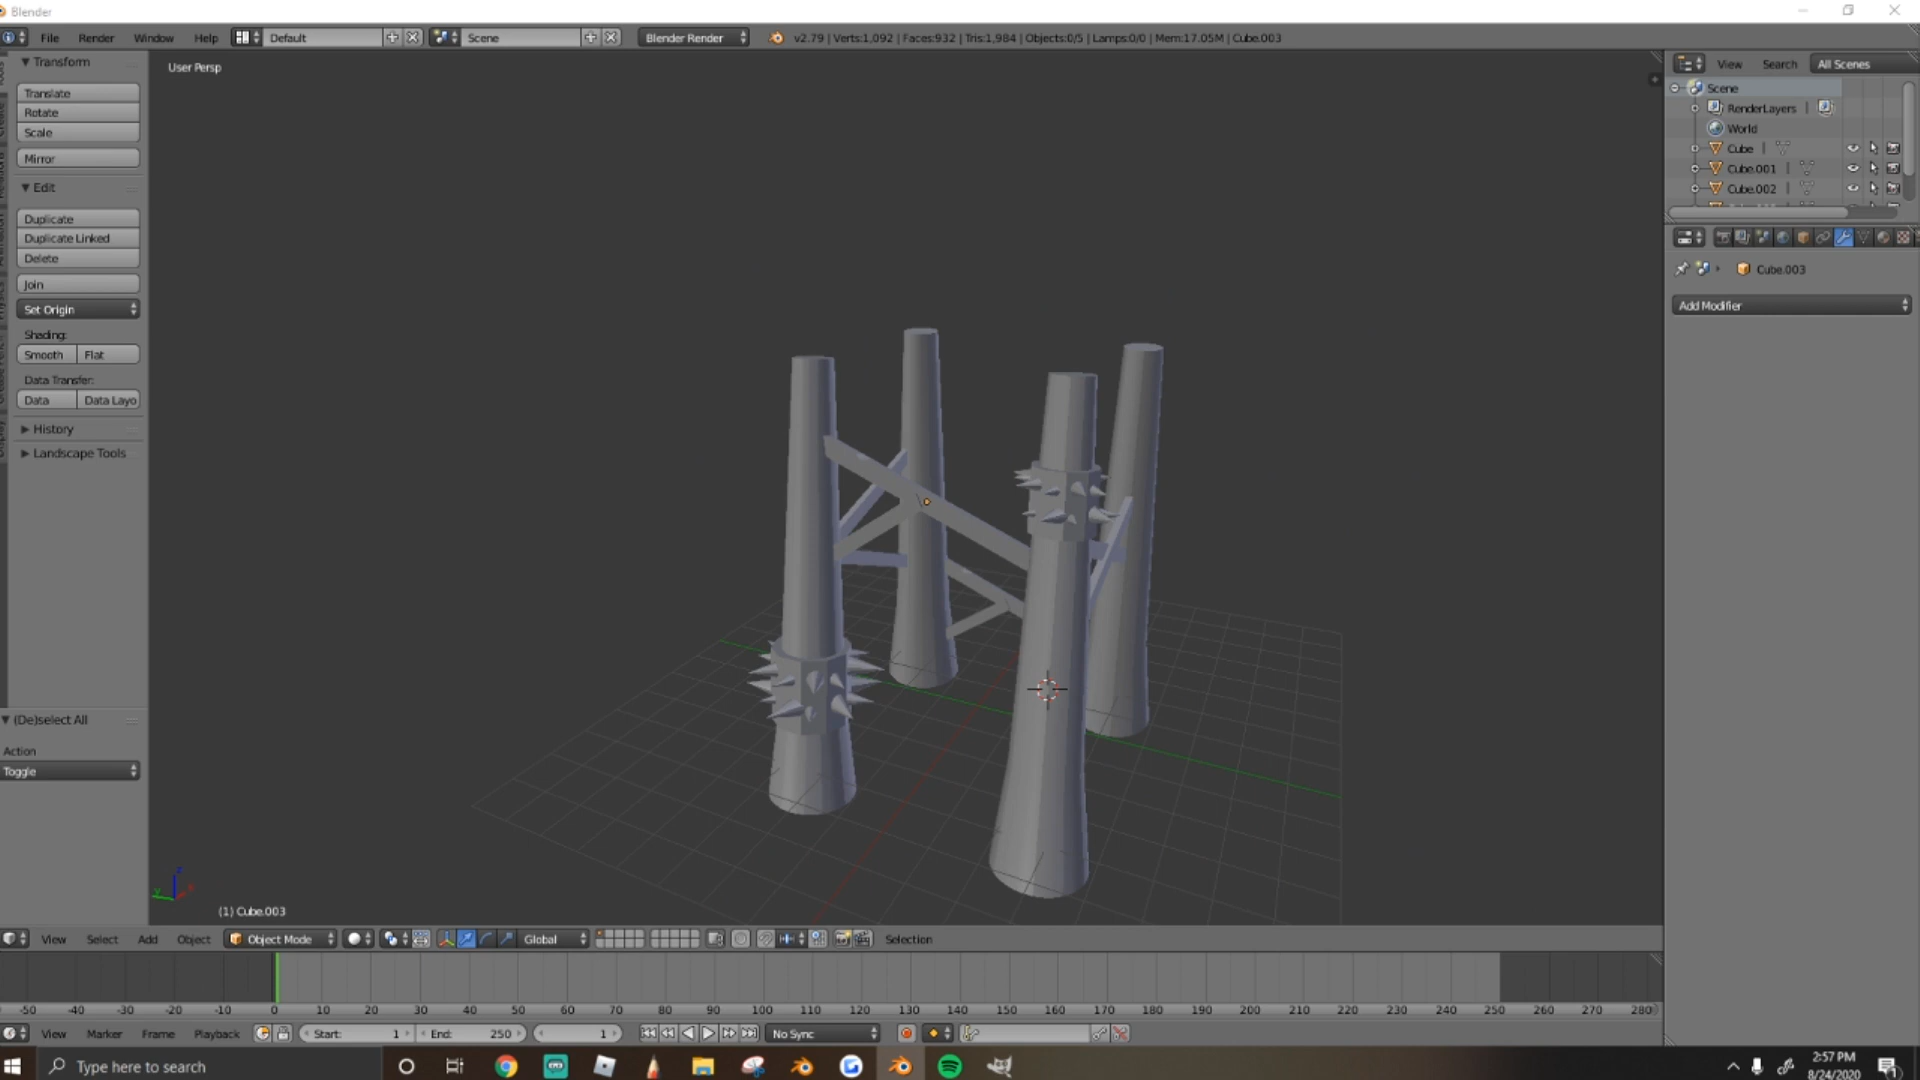 Blender
File Render Window Help Default Scene Blender Render v2.79 | Verts:1,092 | Faces:932 | Tris:1,984 | Objects:0/5 | Lamps:0/0 | Mem:17.05M | Cube.003
Transform
Translate
Rotate
Scale
Mirror
Edit
Duplicate
Duplicate Linked
Delete
Join
Set Origin
Shading:
Smooth Flat
Data Transfer:
Data Data Layo
History
Landscape Tools
(De)select All
Action
Toggle
User Persp
(1) Cube.003
View Search All Scenes
Scene
RenderLayers |
World
Cube |
Cube.001 |
Cube.002 |
Cube.003
Add Modifier
View Select Add Object Object Mode Global Selection
-50 -40 -30 -20 -10 0 10 20 30 40 50 60 70 80 90 100 110 120 130 140 150 160 170 180 190 200 210 220 230 240 250 260 270 280
View Marker Frame Playback Start: 1 End: 250 1 No Sync
Type here to search
2:57 PM
8/24/2020